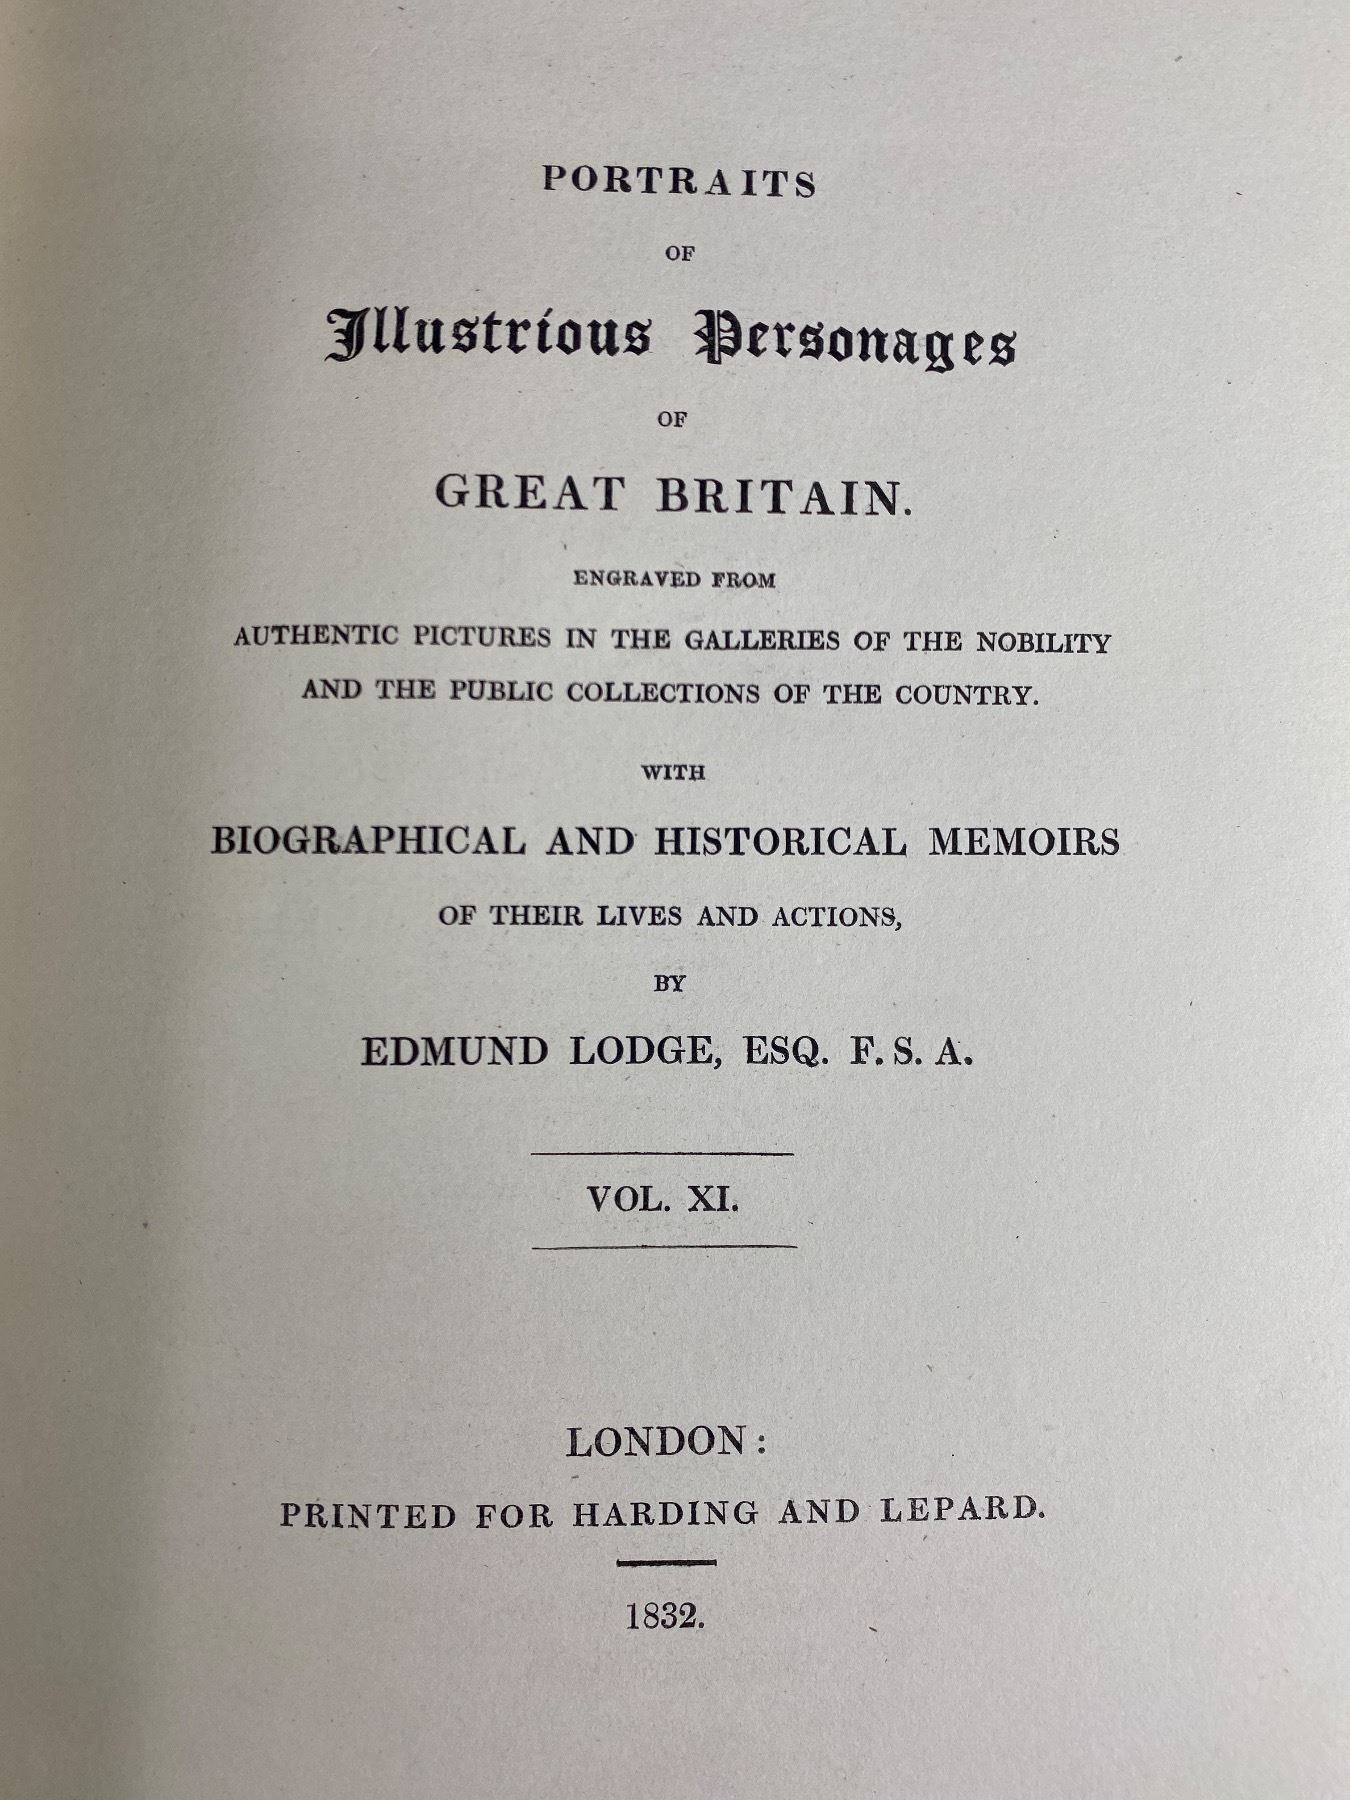 PORTRAITS
OF
Illustrious Personages
OF
GREAT BRITAIN.
ENGRAVED FROM
AUTHENTIC PICTURES IN THE GALLERIES OF THE NOBILITY
AND THE PUBLIC COLLECTIONS OF THE COUNTRY.
WITH
BIOGRAPHICAL AND HISTORICAL MEMOIRS
OF THEIR LIVES AND ACTIONS,
BY
EDMUND LODGE, ESQ. F. S. A.
VOL. XI.
LONDON:
PRINTED FOR HARDING AND LEPARD.
1832.